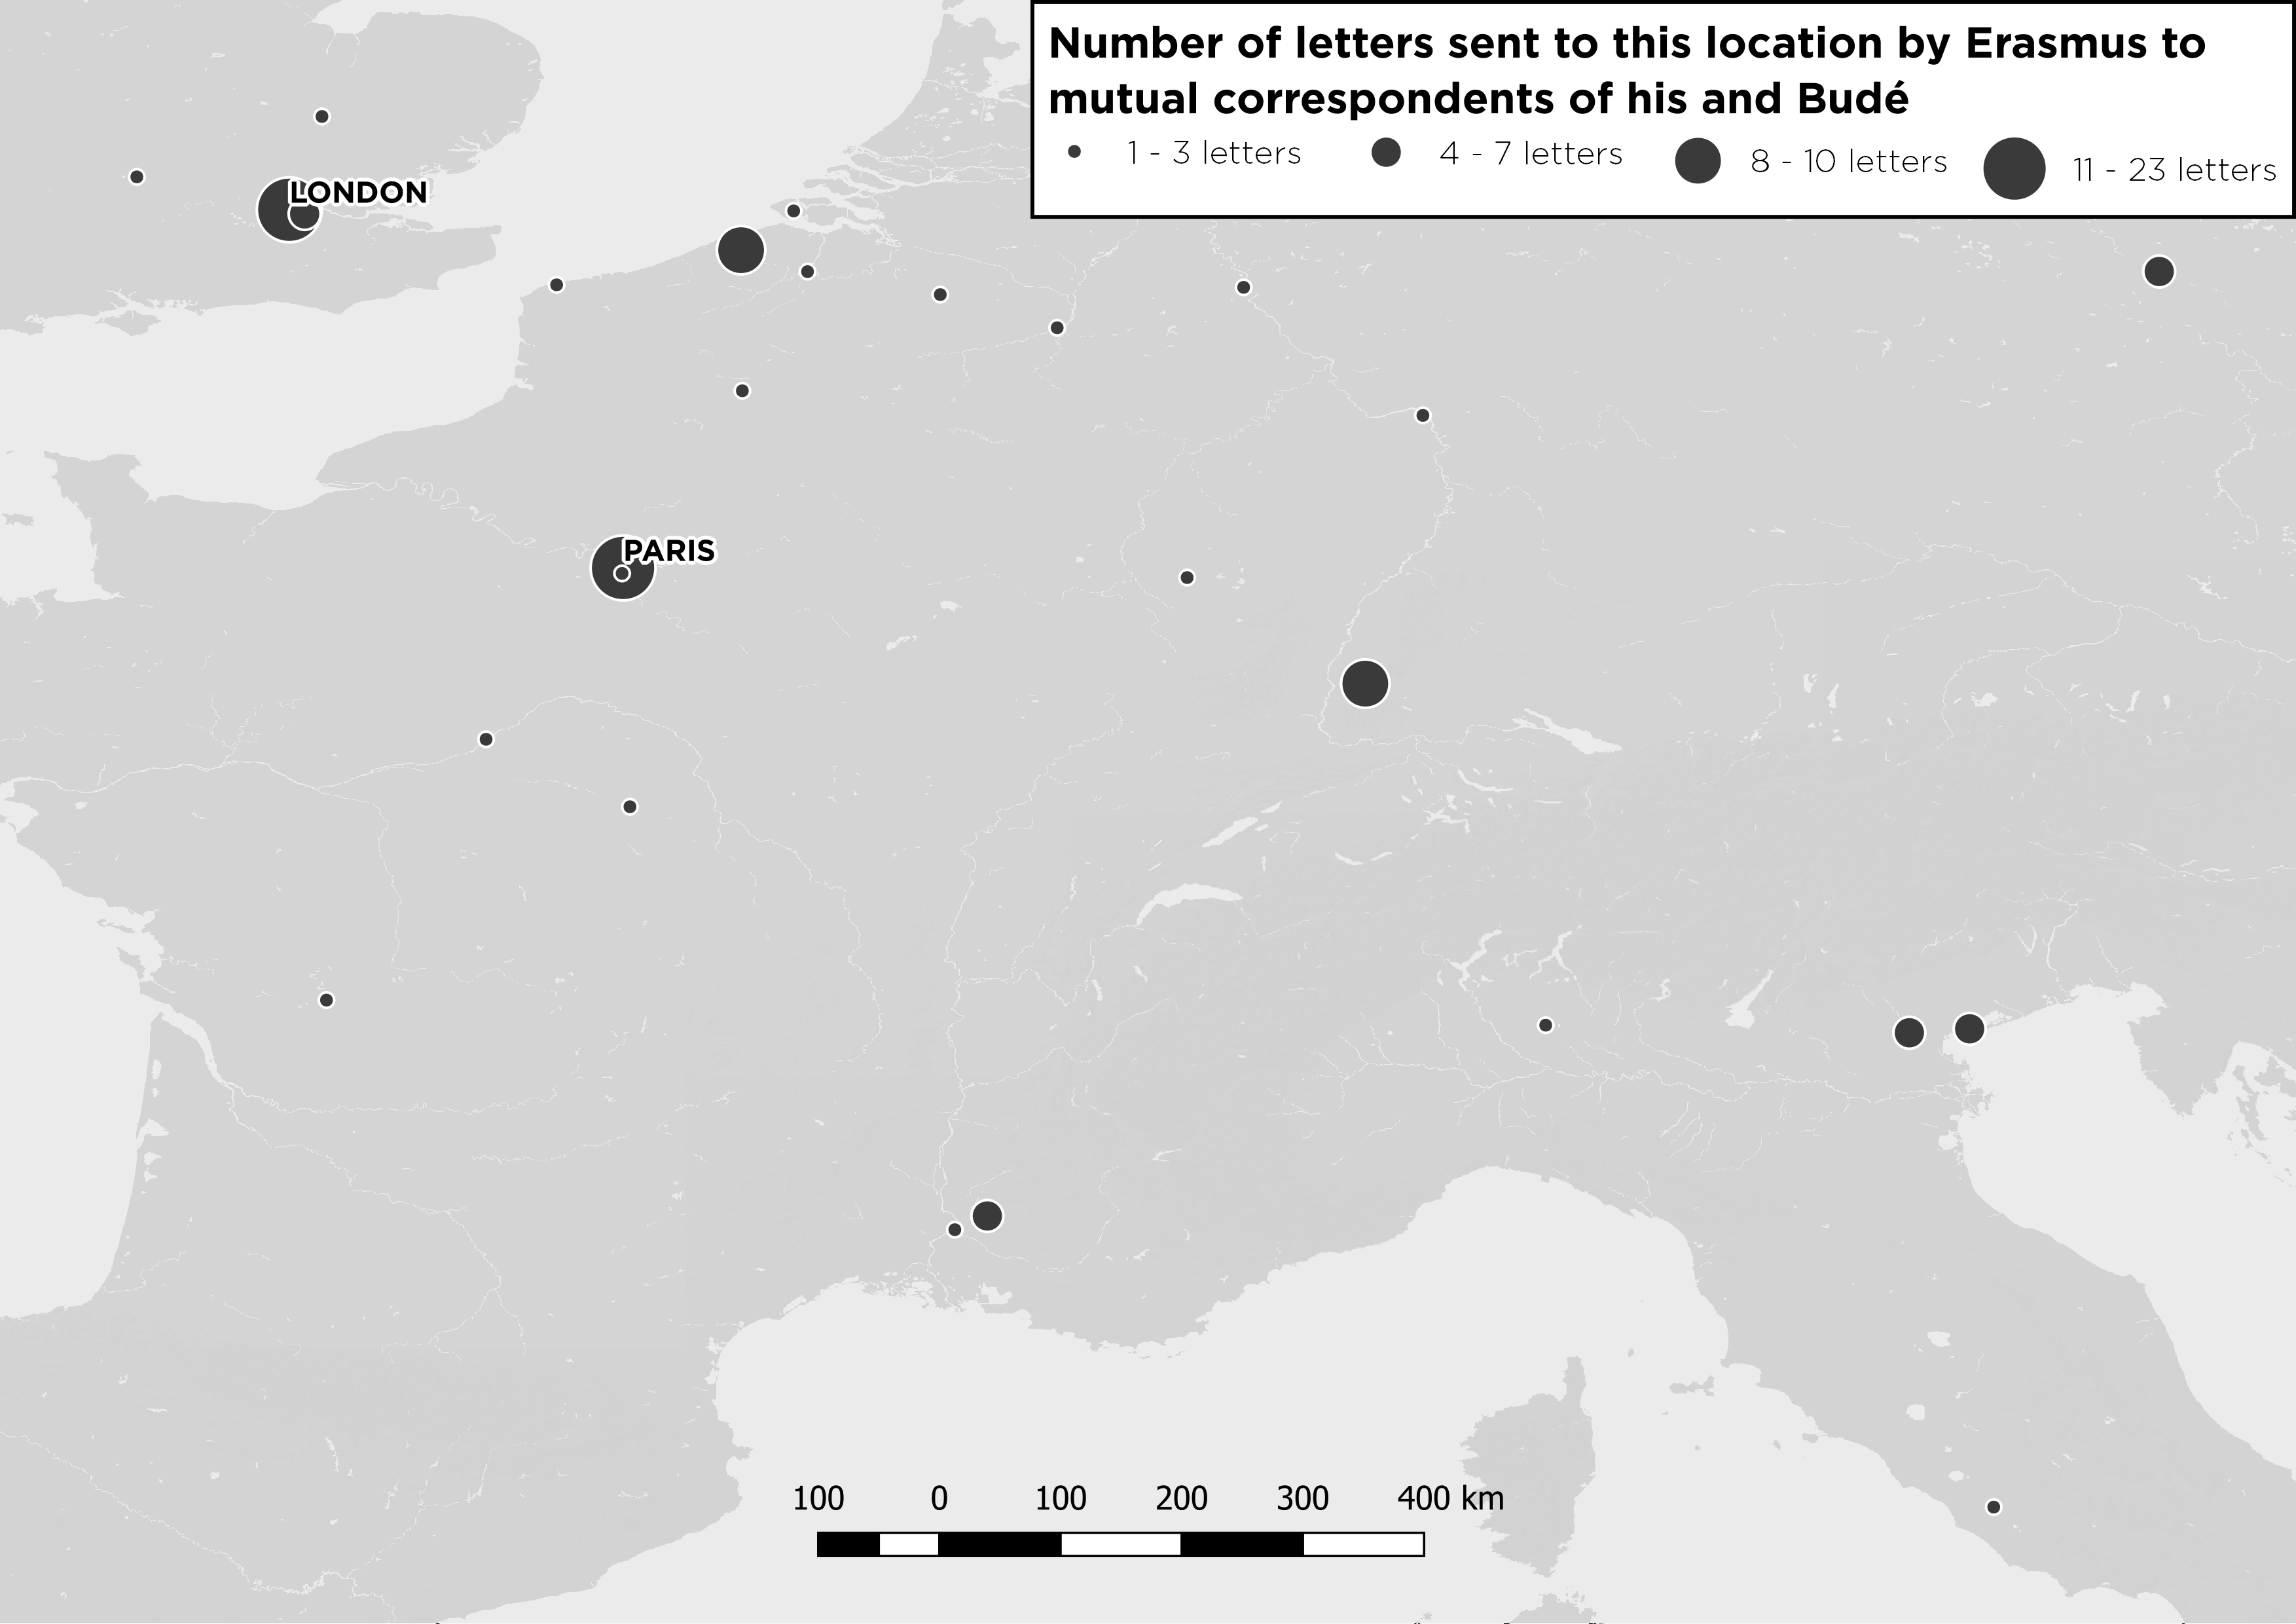 Number of letters sent to this location by Erasmus to
mutual correspondents of his and Budé
1 - 3 letters 4 - 7 letters 8 - 10 letters 11 - 23 letters
LONDON
PARIS
100 0 100 200 300 400 km